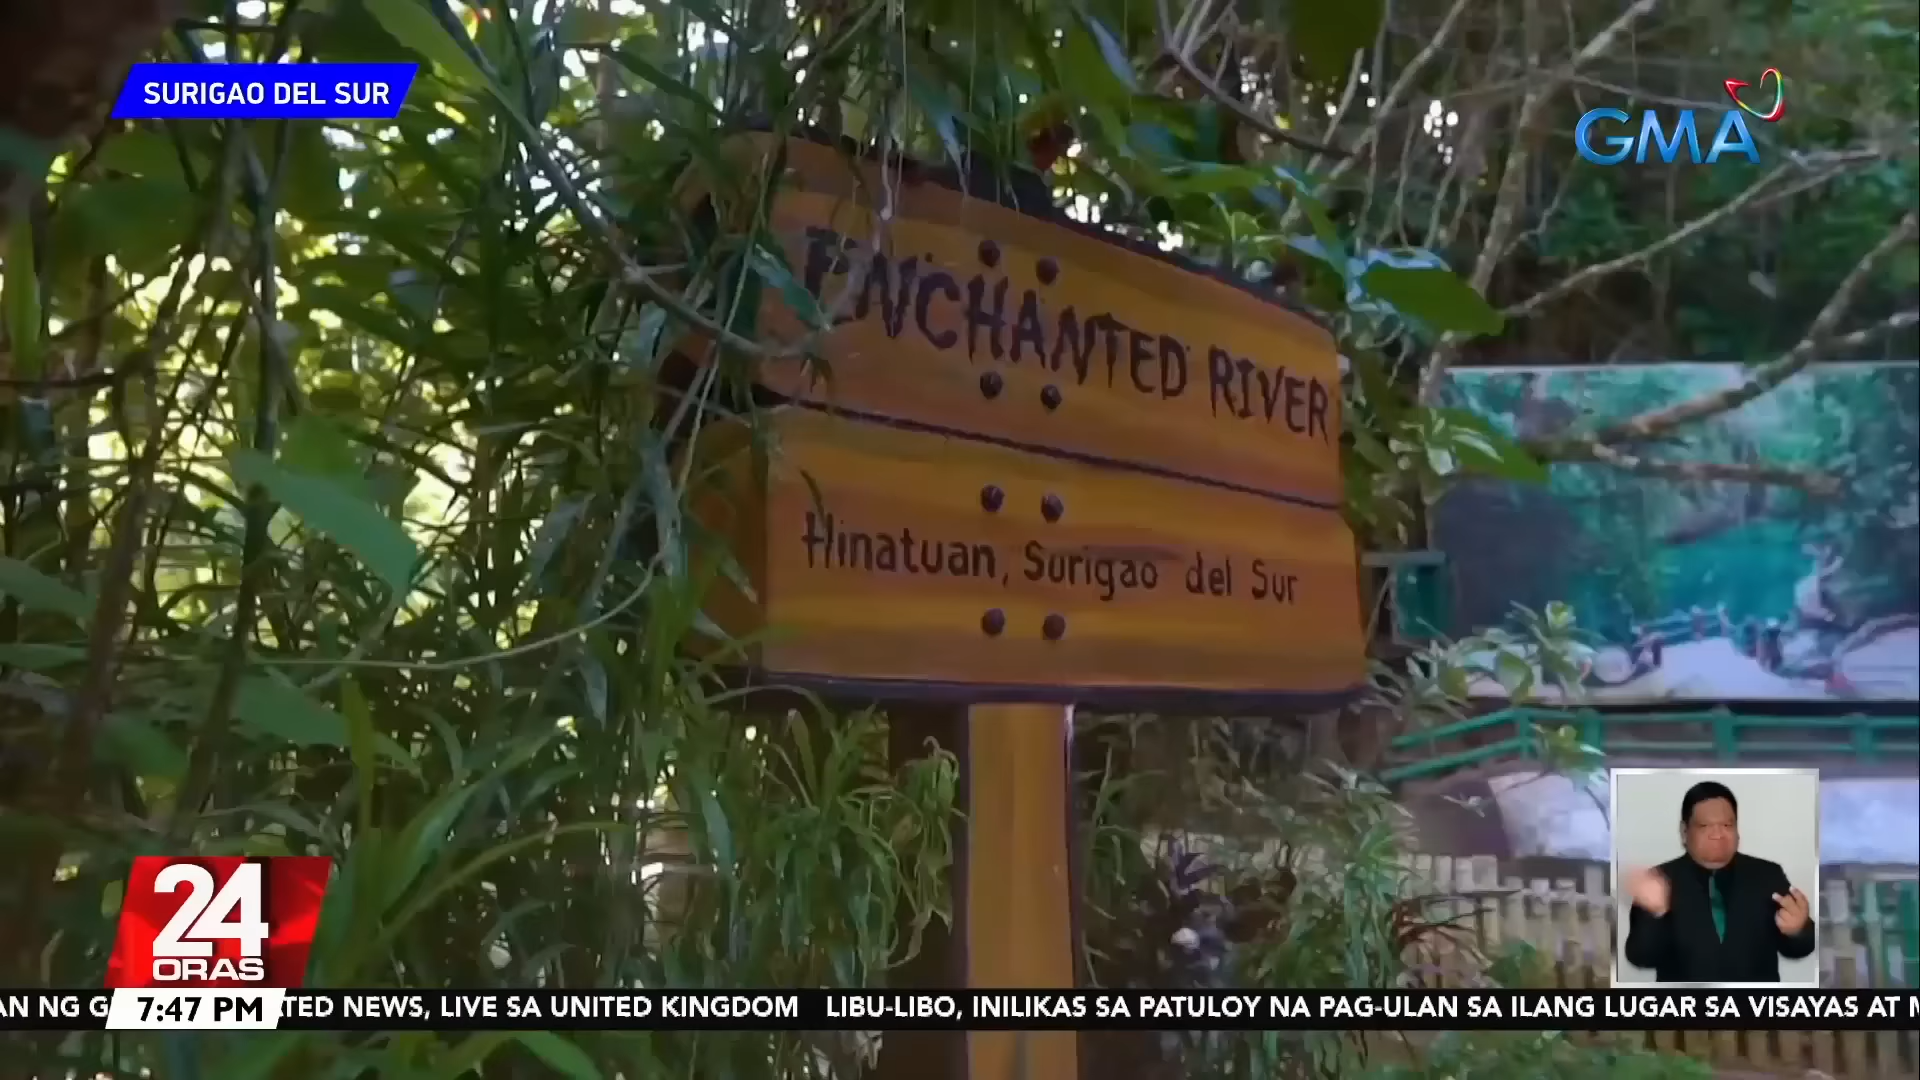 SURIGAO DEL SUR
GMA
ENCHANTED RIVER
Hinatuan, Surigao del Sur
24
ORAS
7:47 PM
AN NG G
TED NEWS, LIVE SA UNITED KINGDOM LIBU-LIBO, INILIKAS SA PATULOY NA PAG-ULAN SA ILANG LUGAR SA VISAYAS AT M